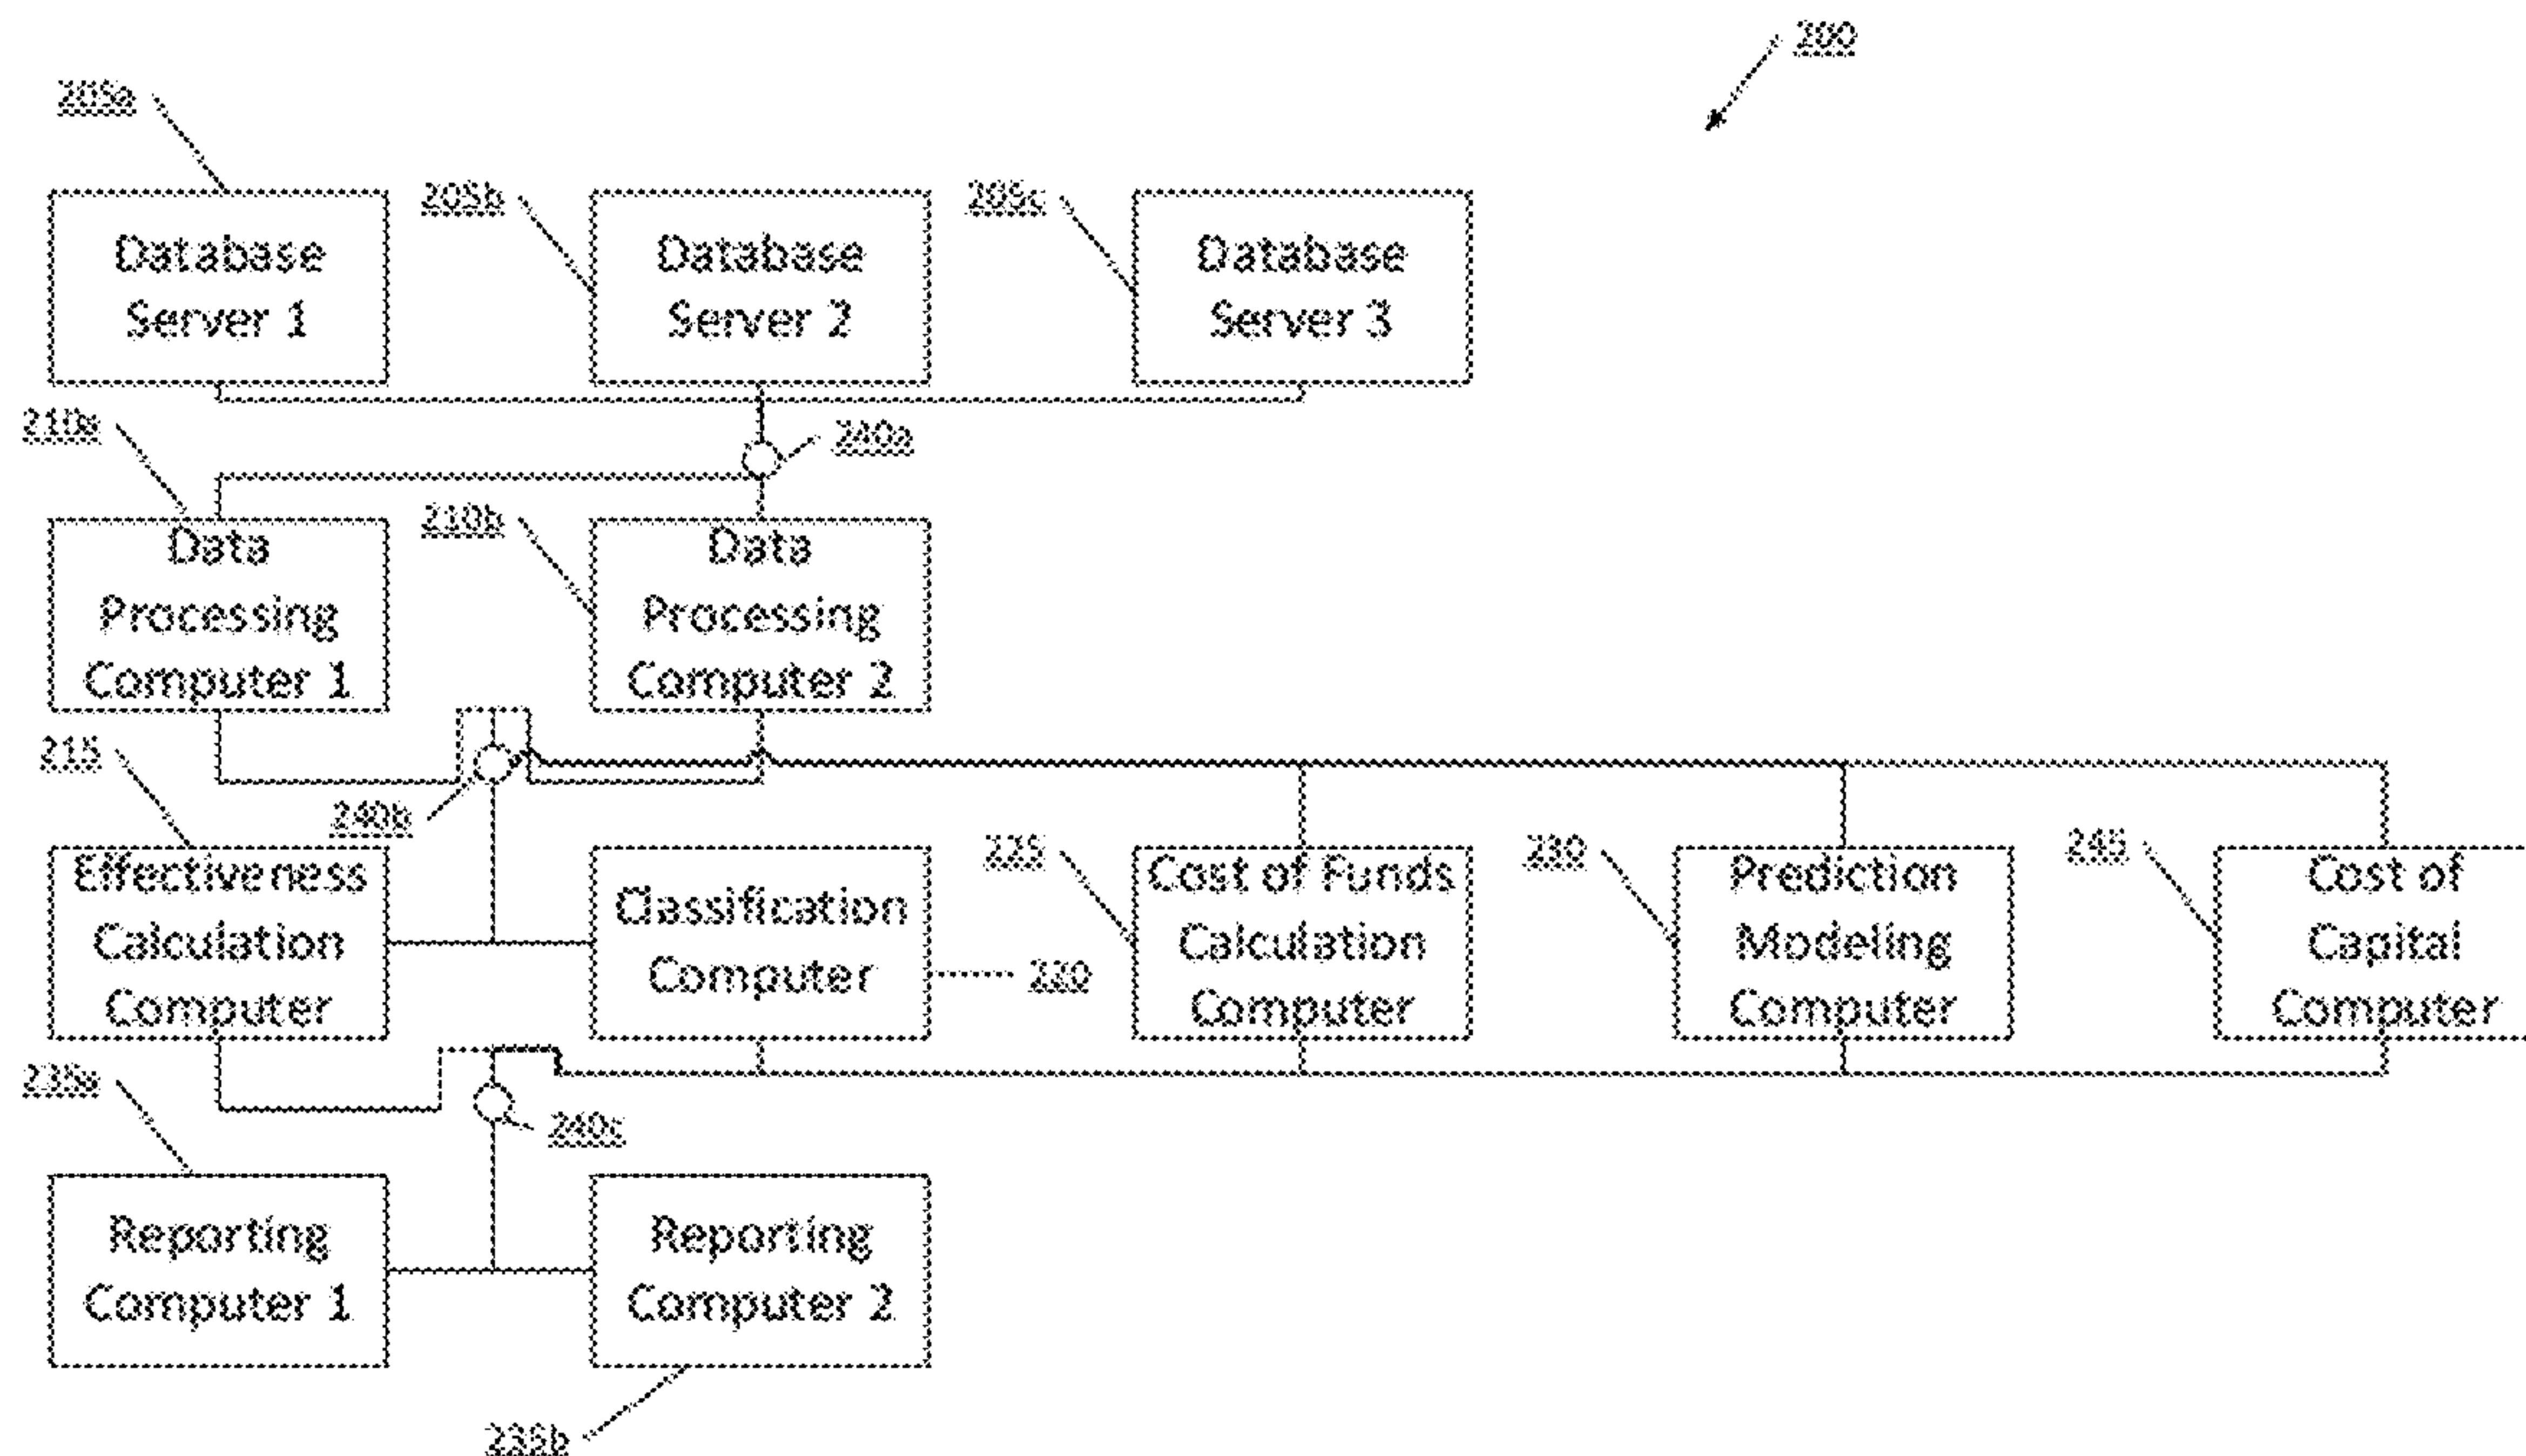 200
205a
205b
205c
Database
Server 1
Database
Server 2
Database
Server 3
210a
240a
210b
Data
Processing
Computer 1
Data
Processing
Computer 2
215
240b
225
230
245
Effectiveness
Calculation
Computer
Classification
Computer
220
Cost of Funds
Calculation
Computer
Prediction
Modeling
Computer
Cost of
Capital
Computer
235a
240c
Reporting
Computer 1
Reporting
Computer 2
235b